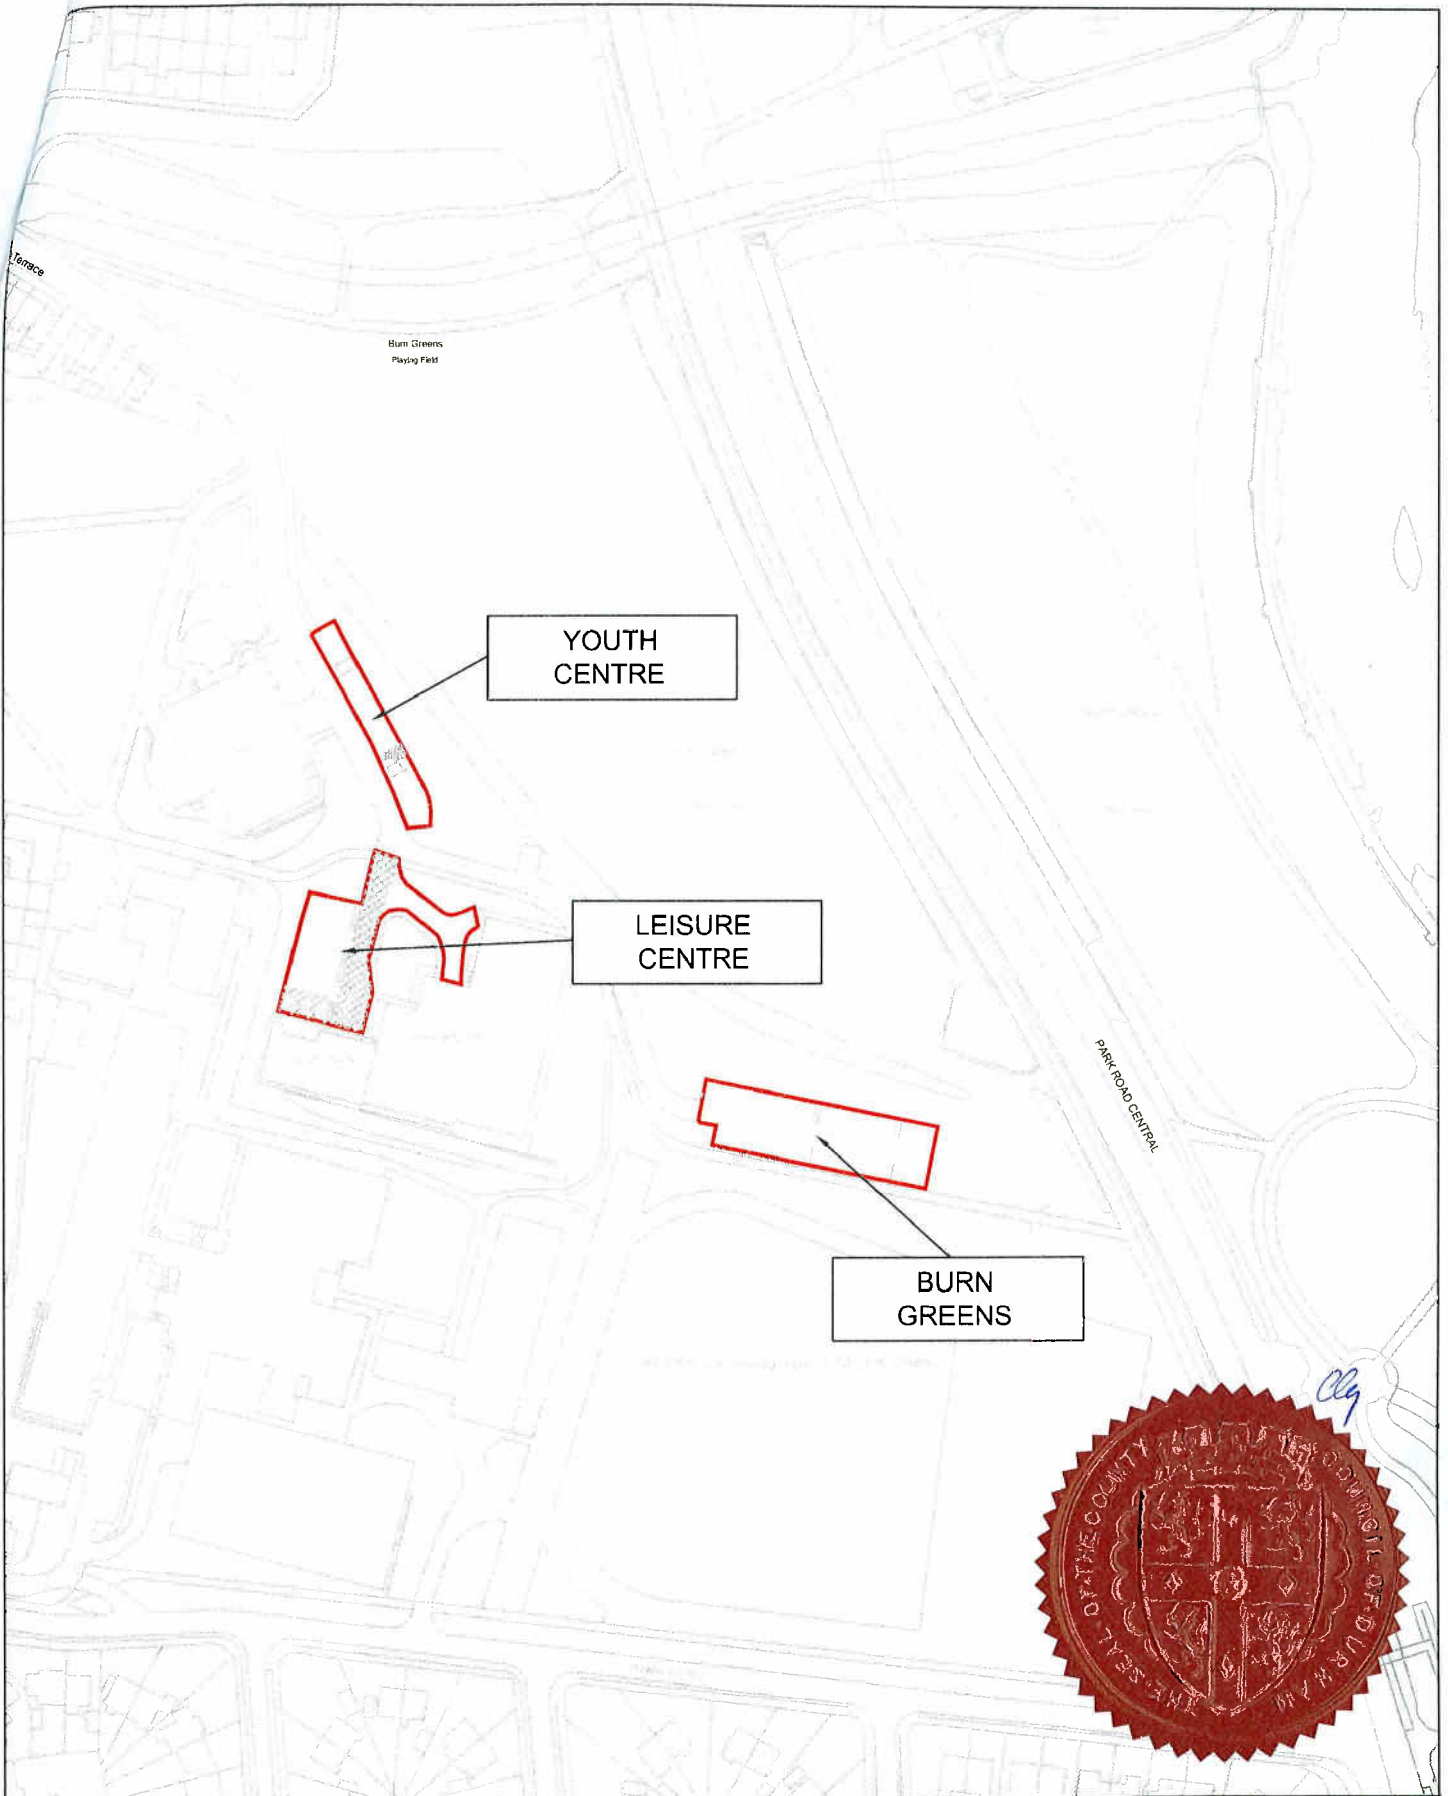 Terrace
Burn Greens
Playing Field
YOUTH
CENTRE
LEISURE
CENTRE
PARK ROAD CENTRAL
BURN
GREENS
THE·SEAL·OF·THE·COUNTY COUNCIL·OF·DURHAM